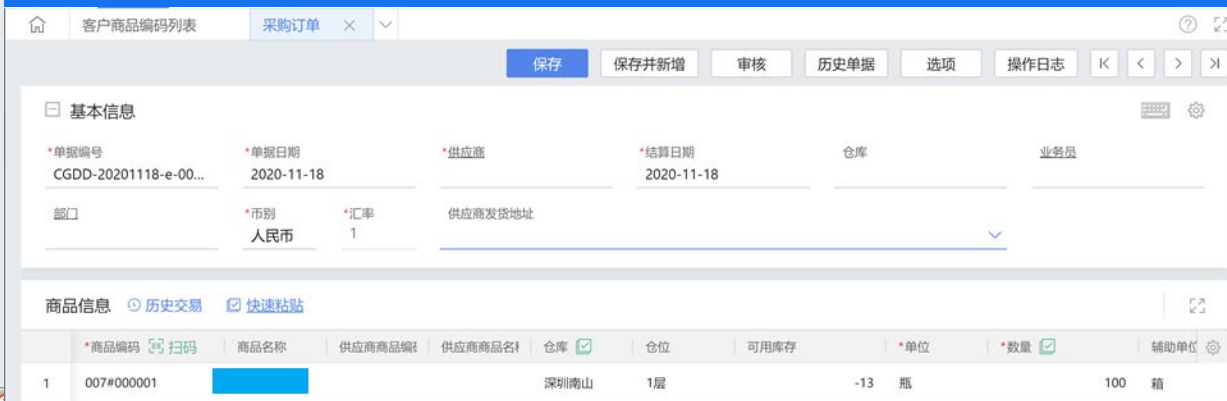 客户商品编码列表 采购订单
保存 保存并新增 审核 历史单据 选项 操作日志
基本信息
*单据编号 *单据日期 *供应商 *结算日期 仓库 业务员
CGDD-20201118-e-00... 2020-11-18 2020-11-18
部门 *币别 *汇率 供应商发货地址
人民币 1
商品信息 历史交易 快速粘贴
*商品编码 扫码 商品名称 供应商商品编 供应商商品名 仓库 仓位 可用库存 *单位 *数量 辅助单位
1 007#000001 深圳南山 1层 -13 瓶 100 箱